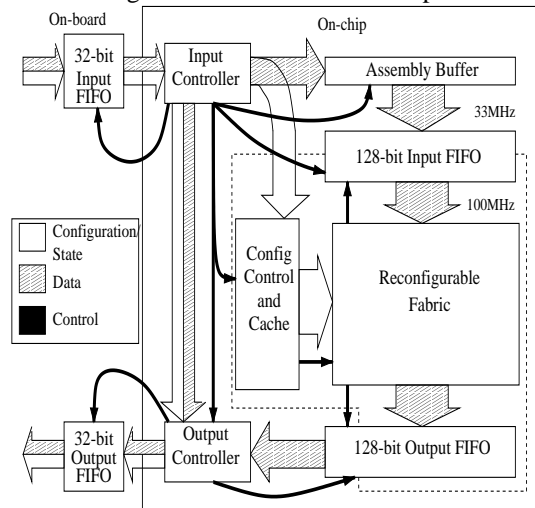 On-board
On-chip
32-bit
Input
FIFO
Input
Controller
Assembly Buffer
33MHz
128-bit Input FIFO
100MHz
Configuration/
State
Data
Control
Config
Control
and
Cache
Reconfigurable
Fabric
32-bit
Output
FIFO
Output
Controller
128-bit Output FIFO